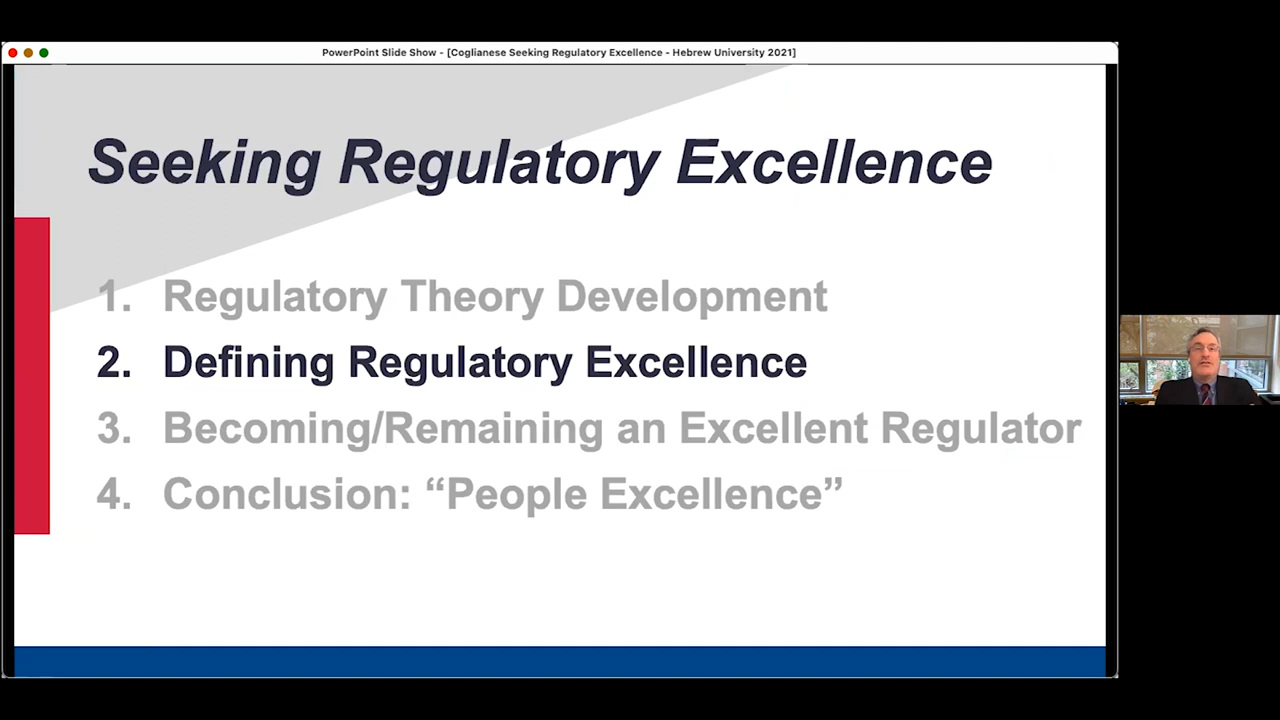 PowerPoint Slide Show - [Coglianese Seeking Regulatory Excellence - Hebrew University 2021]
Seeking Regulatory Excellence
1. Regulatory Theory Development
2. Defining Regulatory Excellence
3. Becoming/Remaining an Excellent Regulator
4. Conclusion: “People Excellence”